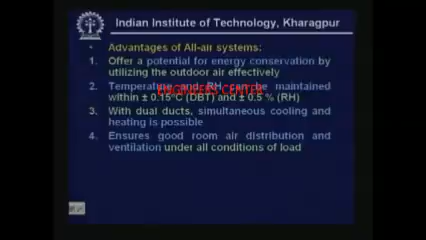 Indian Institute of Technology, Kharagpur
Advantages of All-air systems:
1. Offer a potential for energy conservation by
utilizing the outdoor air effectively
2. Temperature and RH can be maintained
within ± 0.15°C (DBT) and ± 0.5 % (RH)
ENGINEERS CENTER
3. With dual ducts, simultaneous cooling and
heating is possible
4. Ensures good room air distribution and
ventilation under all conditions of load